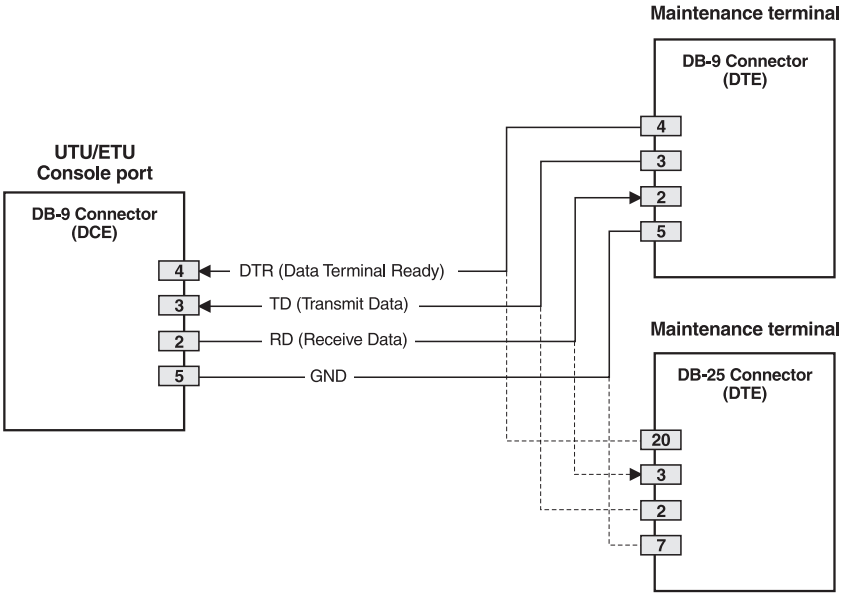 Maintenance terminal
DB-9 Connector
(DTE)
4
3
2
5
UTU/ETU
Console port
DB-9 Connector
(DCE)
4
DTR (Data Terminal Ready)
3
TD (Transmit Data)
2
RD (Receive Data)
5
GND
Maintenance terminal
DB-25 Connector
(DTE)
20
3
2
7